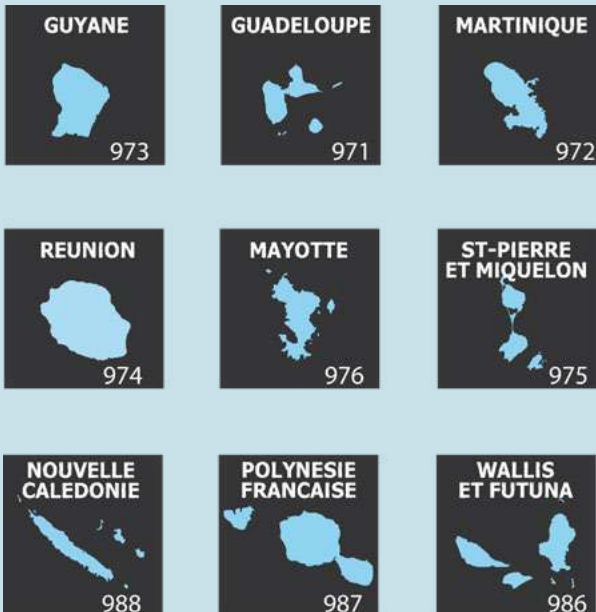 GUYANE
973
GUADELOUPE
971
MARTINIQUE
972
REUNION
974
MAYOTTE
976
ST-PIERRE
ET MIQUELON
975
NOUVELLE
CALEDONIE
988
POLYNESIE
FRANCAISE
987
WALLIS
ET FUTUNA
986